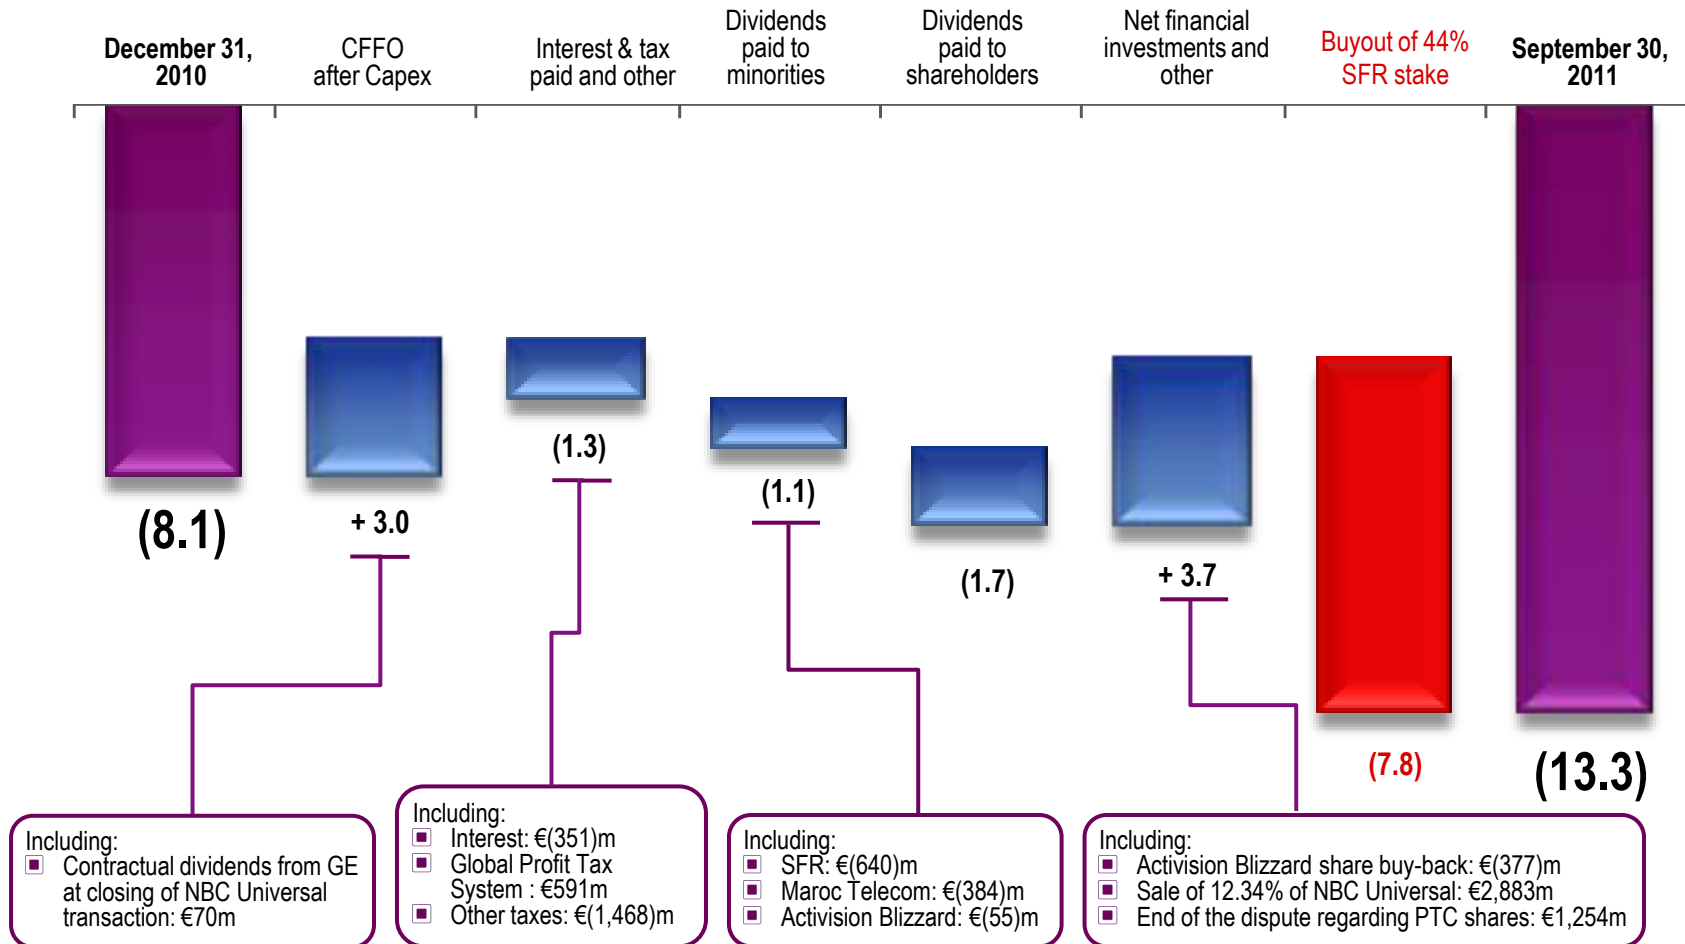 December 31,
2010
CFFO
after Capex
Interest & tax
paid and other
Dividends
paid to
minorities
Dividends
paid to
shareholders
Net financial
investments and
other
Buyout of 44%
SFR stake
September 30,
2011
(8.1)
+ 3.0
(1.3)
(1.1)
(1.7)
+ 3.7
(7.8)
(13.3)
Including:
Contractual dividends from GE
at closing of NBC Universal
transaction: €70m
Including:
Interest: €(351)m
Global Profit Tax
System : €591m
Other taxes: €(1,468)m
Including:
SFR: €(640)m
Maroc Telecom: €(384)m
Activision Blizzard: €(55)m
Including:
Activision Blizzard share buy-back: €(377)m
Sale of 12.34% of NBC Universal: €2,883m
End of the dispute regarding PTC shares: €1,254m